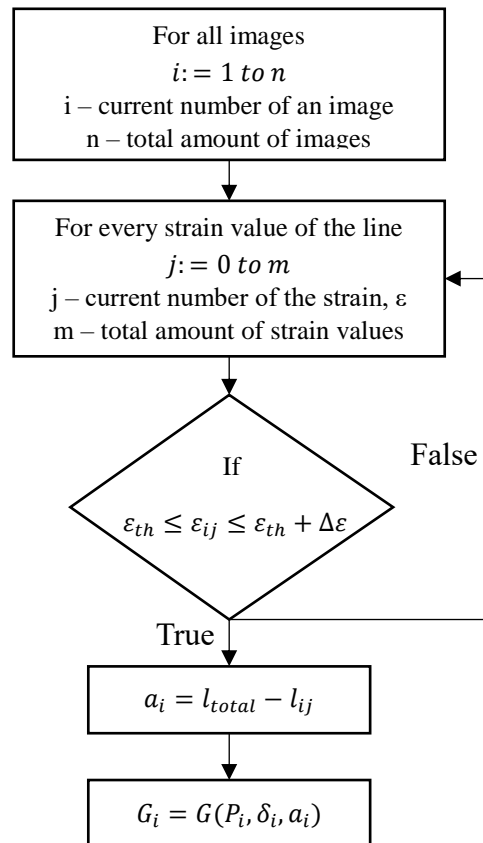 For all images
i: = 1 to n
i – current number of an image
n – total amount of images
For every strain value of the line
j: = 0 to m
j – current number of the strain, ε
m – total amount of strain values
If
False
ε_th ≤ ε_ij ≤ ε_th + Δε
True
a_i = l_total − l_ij
G_i = G(P_i, δ_i, a_i)